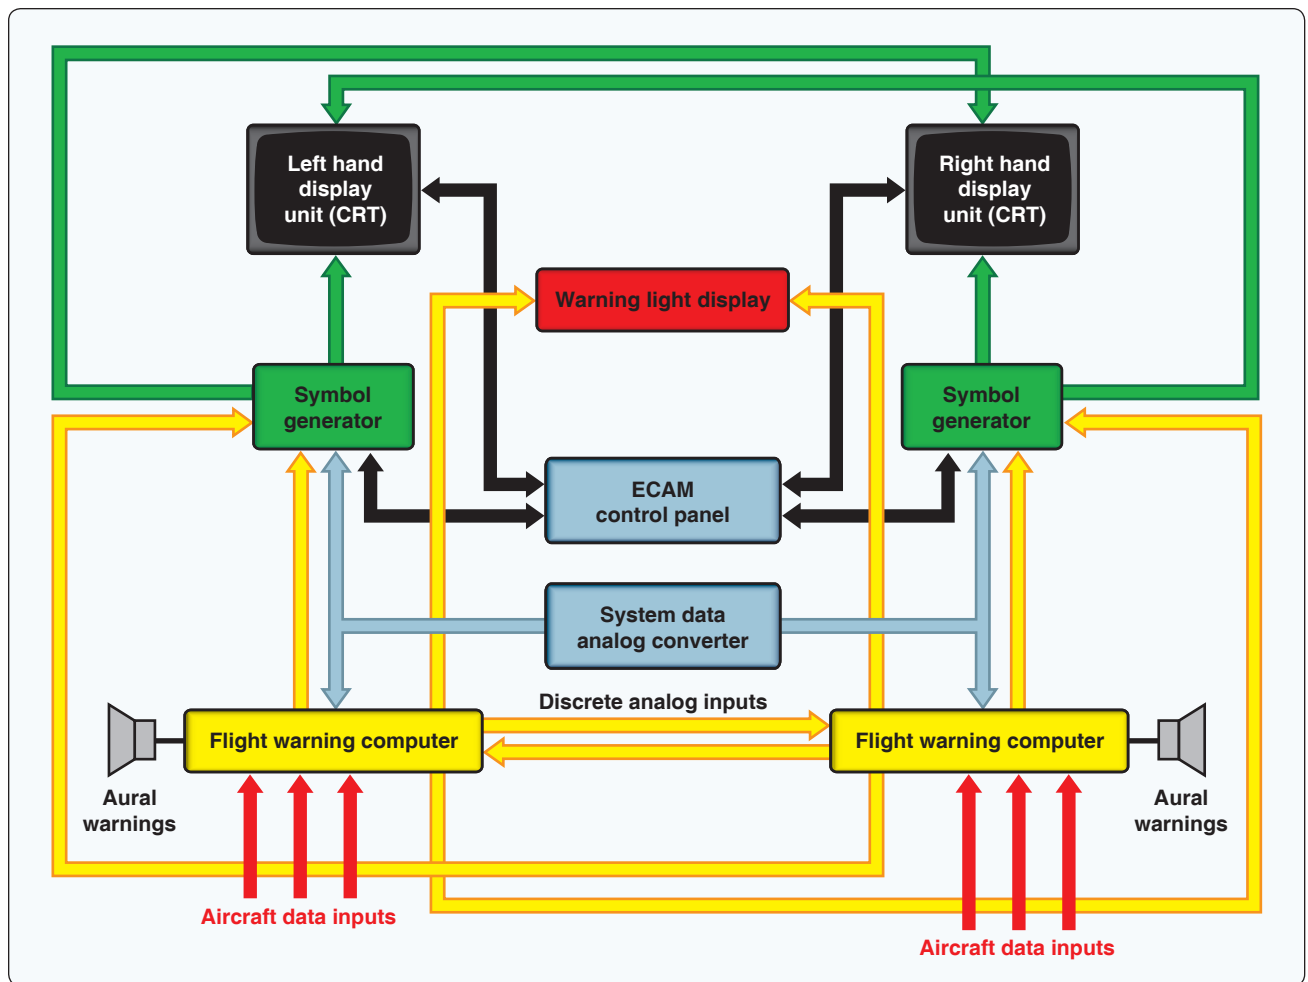 Left hand
display
unit (CRT)
Right hand
display
unit (CRT)
Warning light display
Symbol
generator
Symbol
generator
ECAM
control panel
System data
analog converter
Discrete analog inputs
Flight warning computer
Flight warning computer
Aural
warnings
Aural
warnings
Aircraft data inputs
Aircraft data inputs